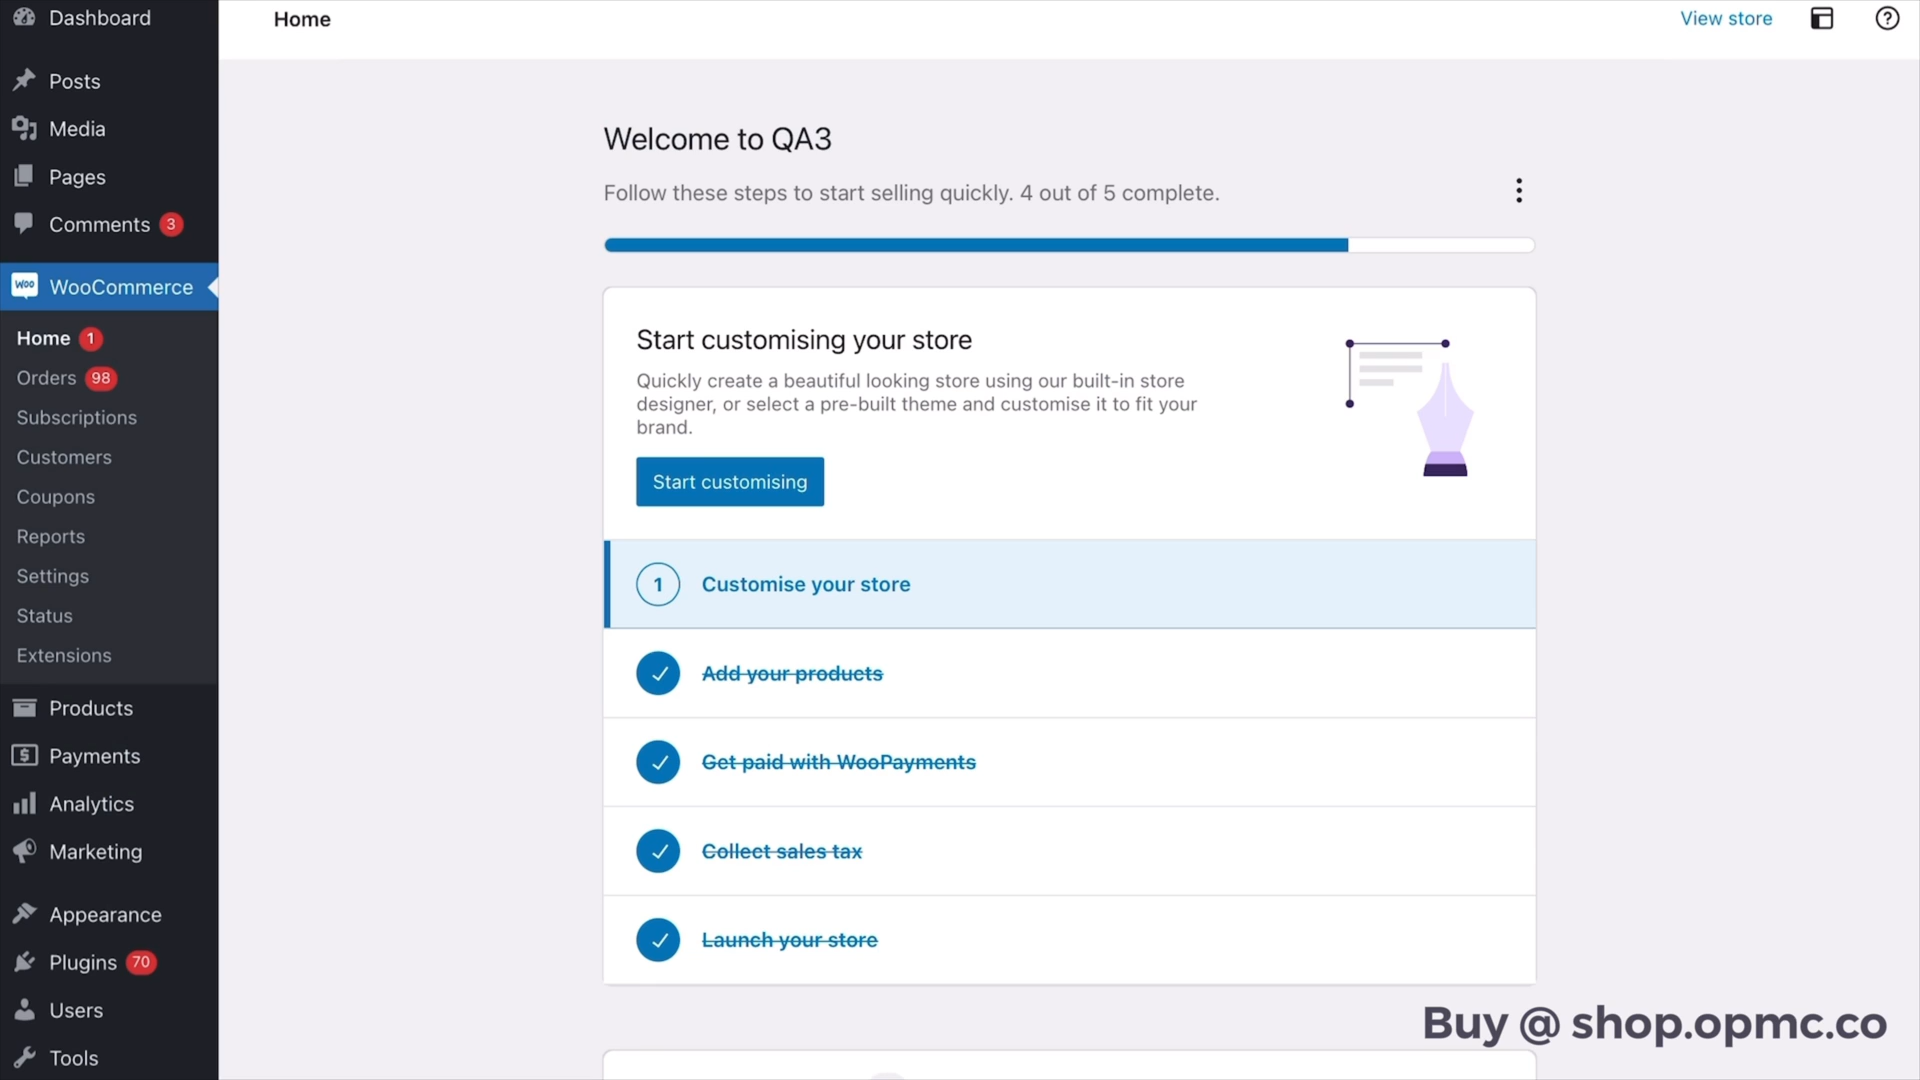 Dashboard
Posts
Media
Pages
Comments 3
Woo WooCommerce
Home 1
Orders 98
Subscriptions
Customers
Coupons
Reports
Settings
Status
Extensions
Products
Payments
Analytics
Marketing
Appearance
Plugins 70
Users
Tools
Home
View store
Welcome to QA3
Follow these steps to start selling quickly. 4 out of 5 complete.
Start customising your store
Quickly create a beautiful looking store using our built-in store
designer, or select a pre-built theme and customise it to fit your
brand.
Start customising
1 Customise your store
Add your products
Get paid with WooPayments
Collect sales tax
Launch your store
Buy @ shop.opmc.co